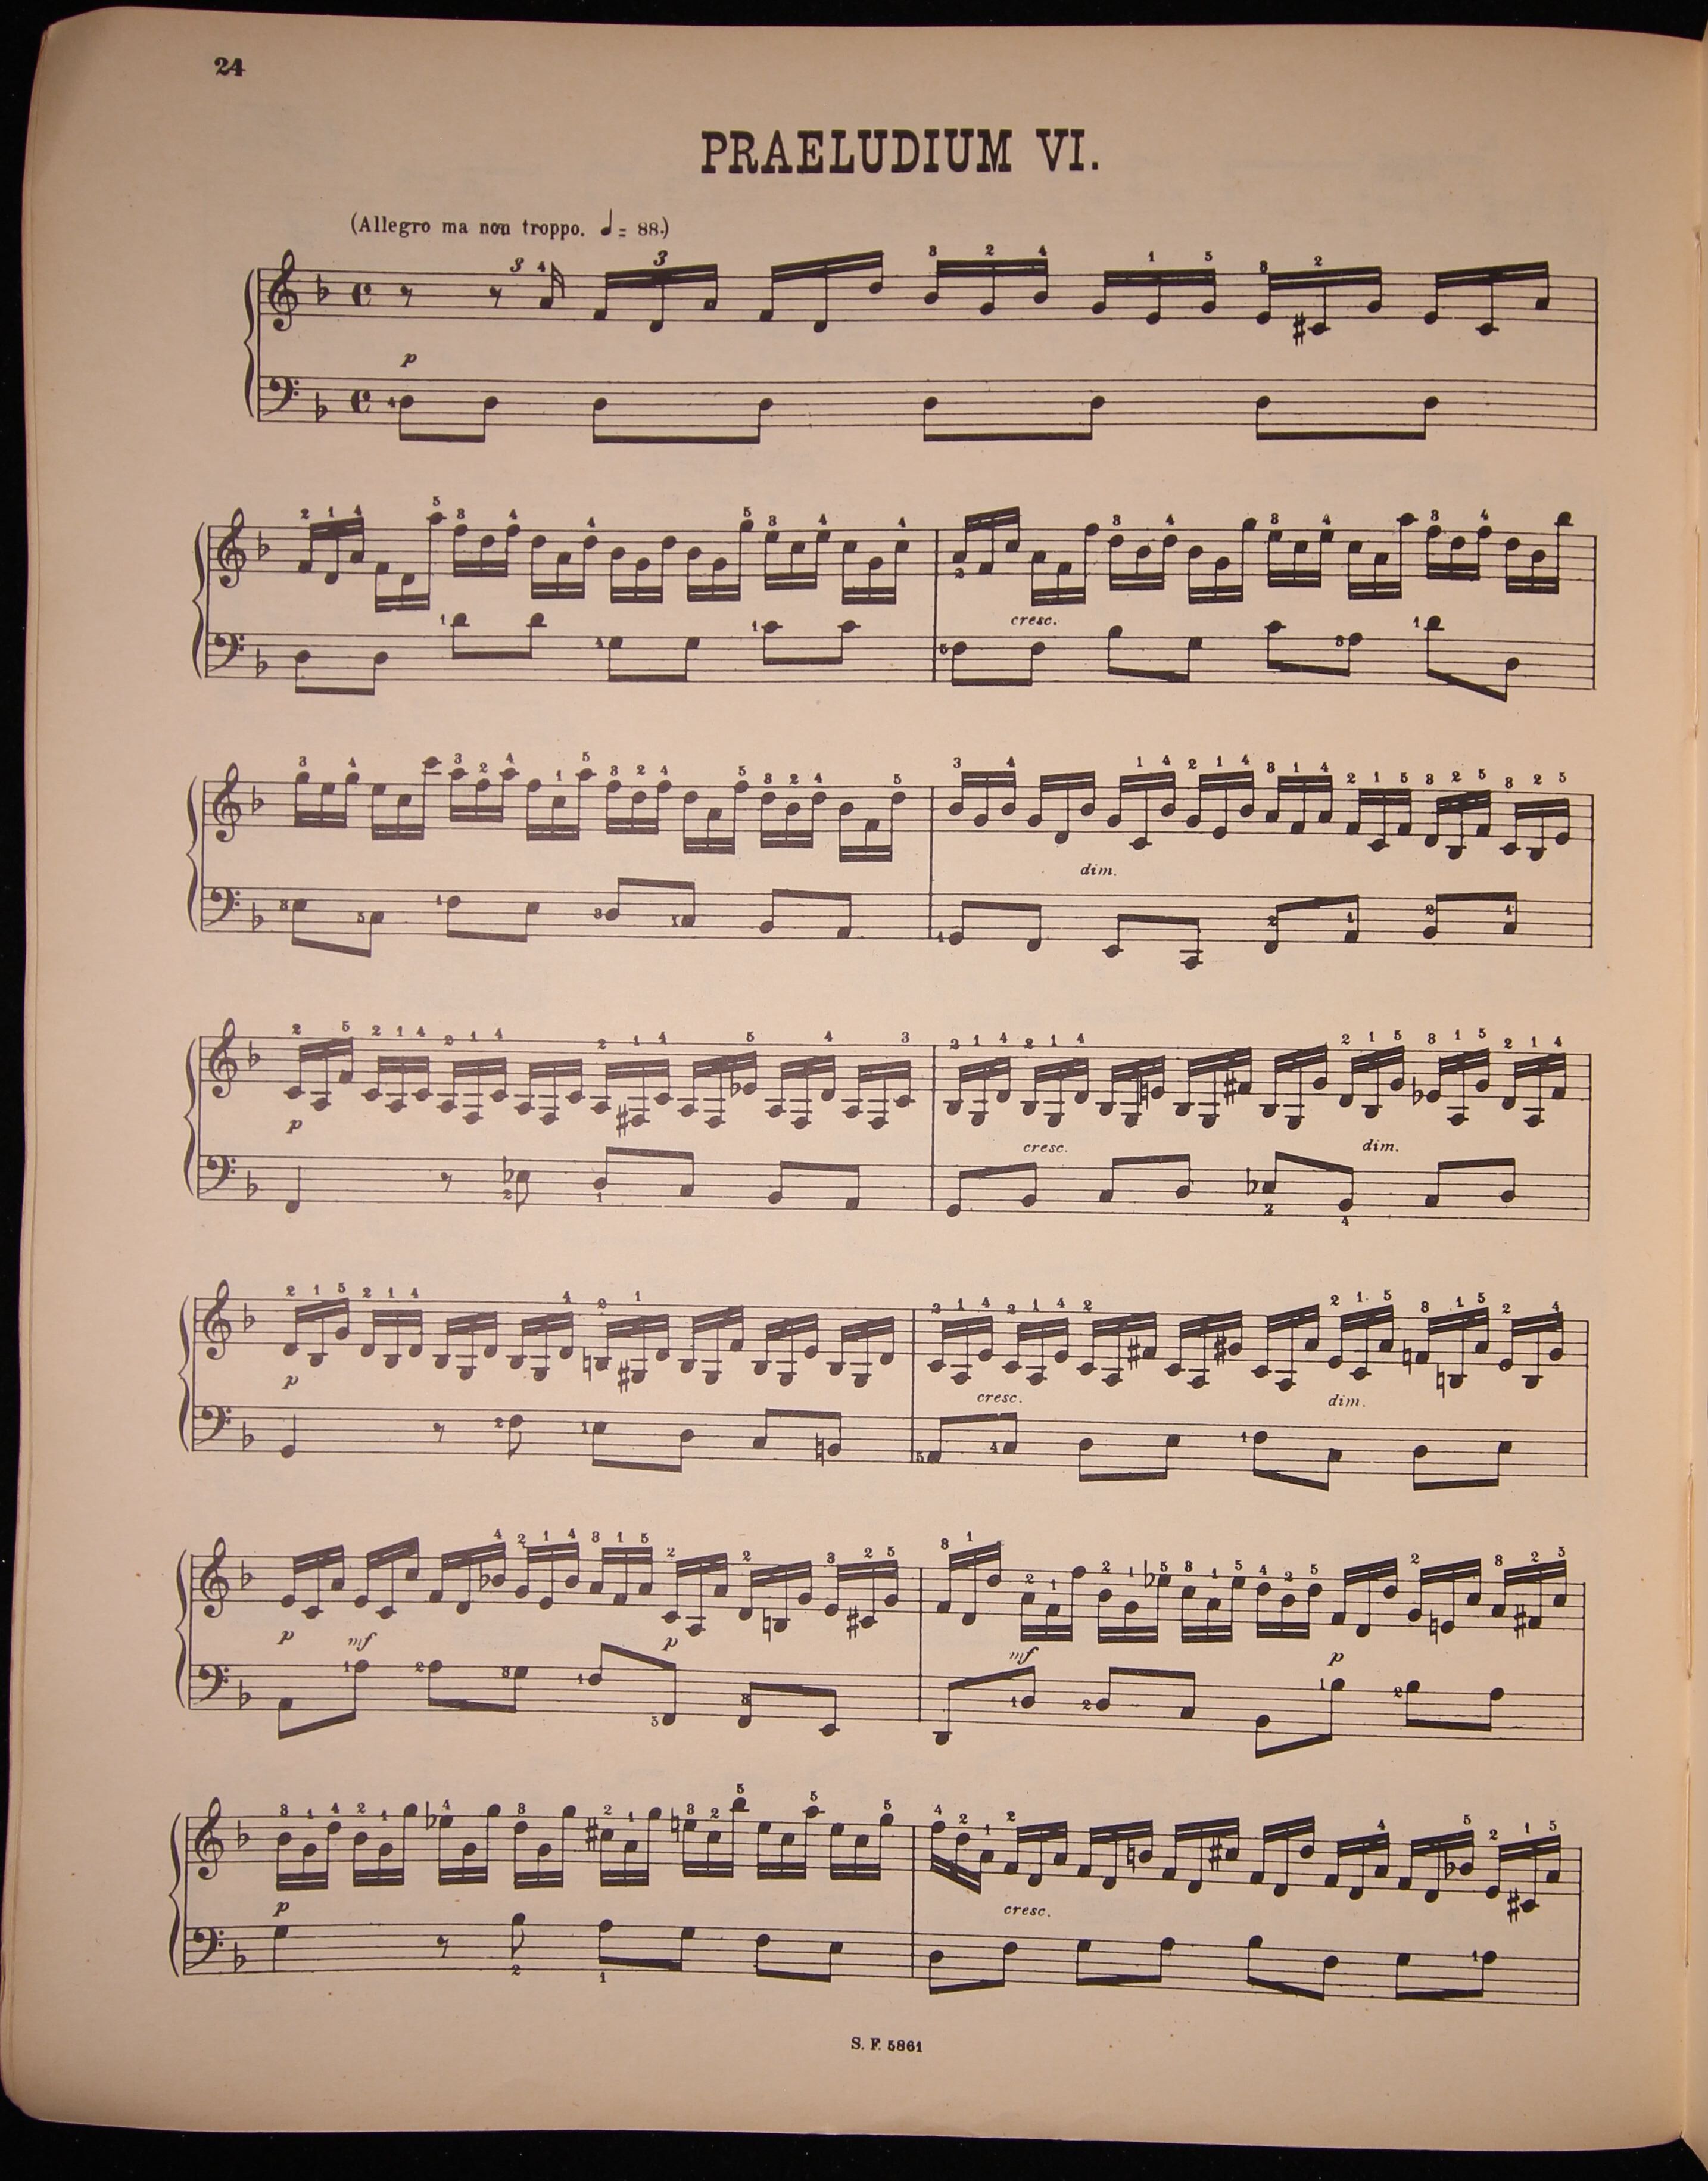 24
PRAELUDIUM VI.
(Allegro ma non troppo. ♩= 88.)
p
cresc.
dim.
p
cresc.
dim.
p
cresc.
dim.
p
mf
p
mf
p
p
cresc.
S. F. 5861